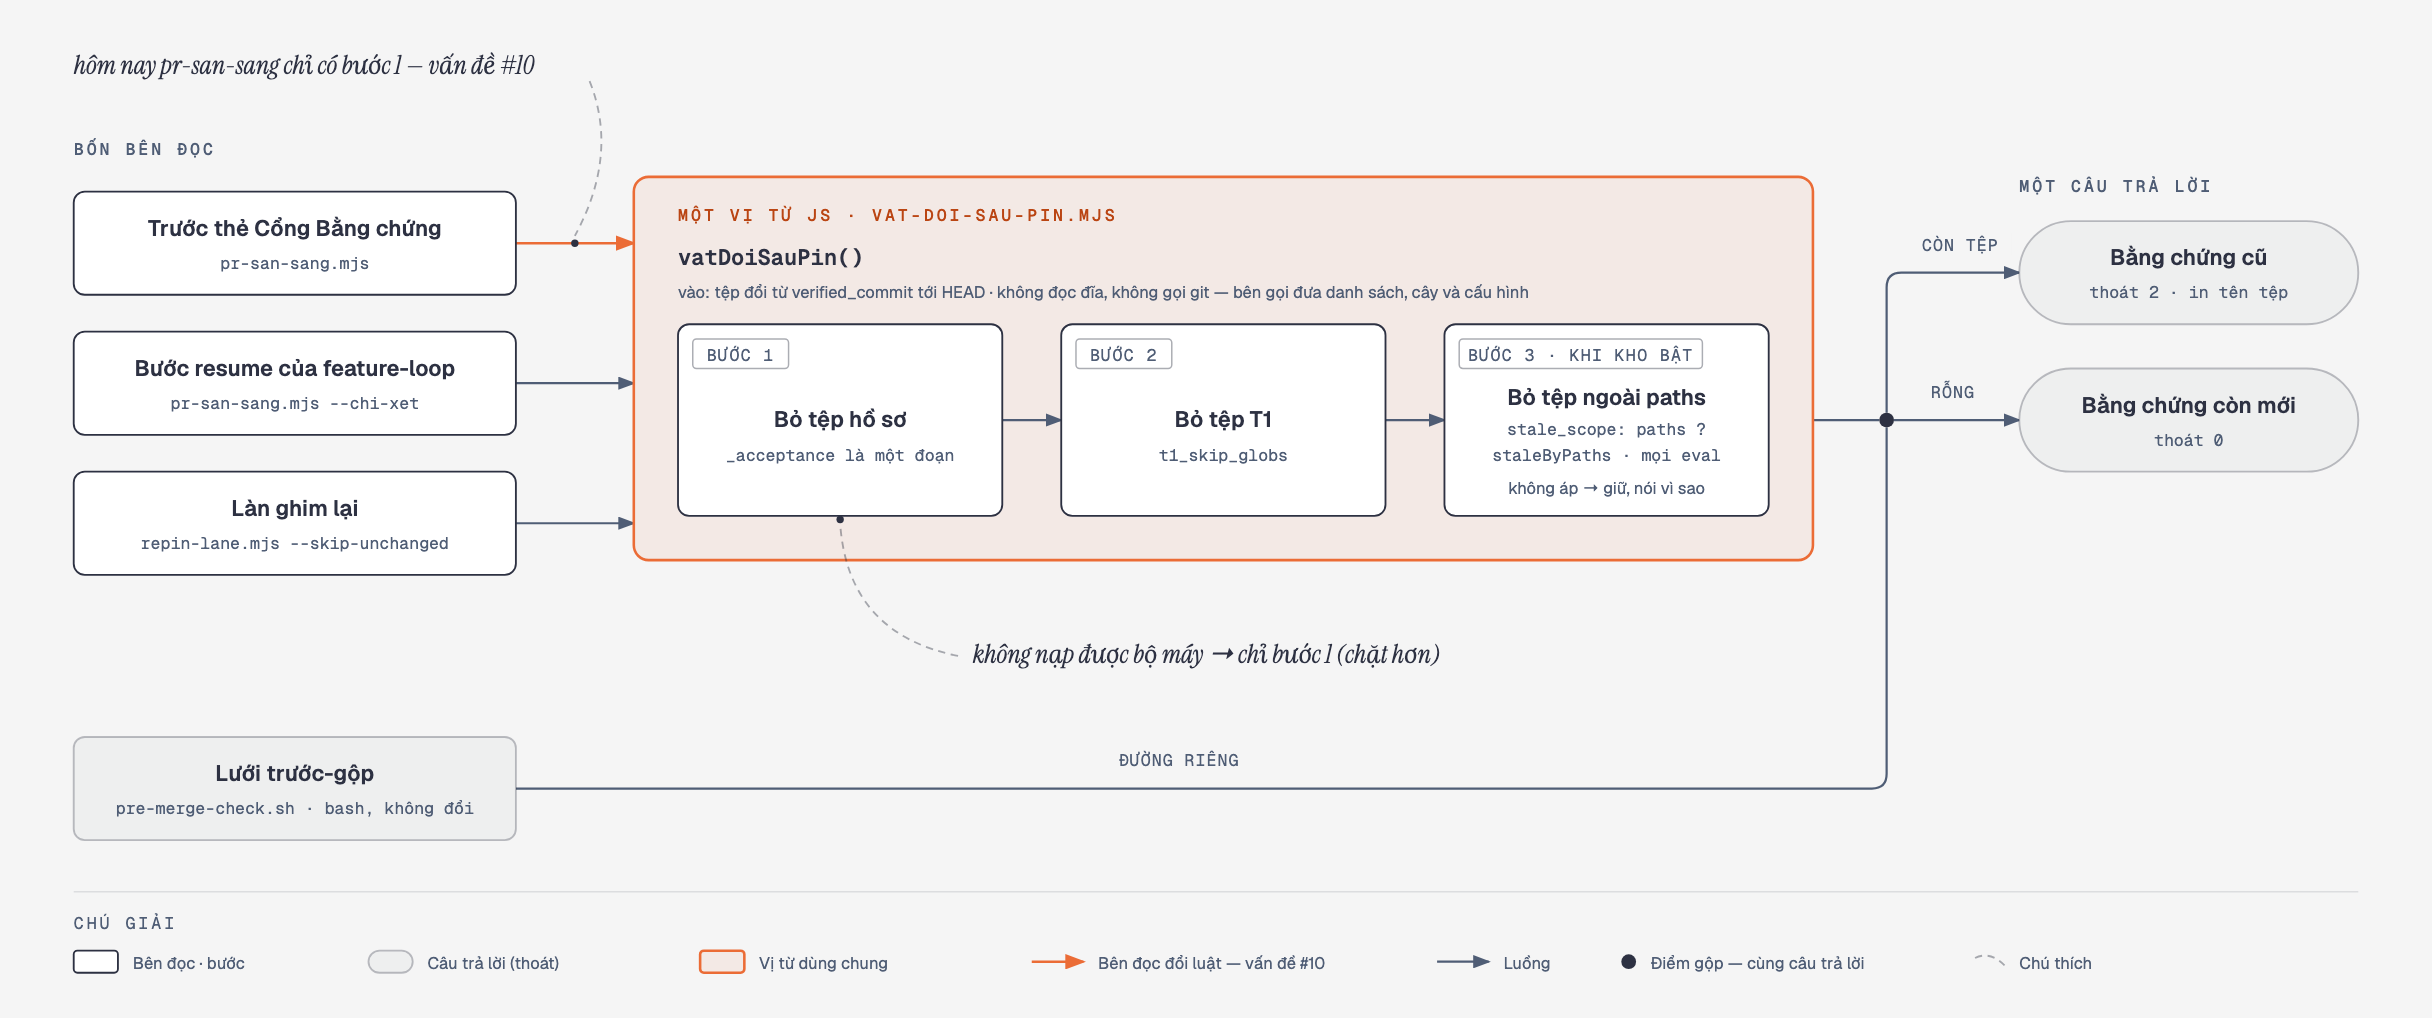 hôm nay pr-san-sang chỉ có bước 1 — vấn đề #10
BỐN BÊN ĐỌC
Trước thẻ Cổng Bằng chứng
pr-san-sang.mjs
Bước resume của feature-loop
pr-san-sang.mjs --chi-xet
Làn ghim lại
repin-lane.mjs --skip-unchanged
MỘT VỊ TỪ JS · VAT-DOI-SAU-PIN.MJS
vatDoiSauPin()
vào: tệp đổi từ verified_commit tới HEAD · không đọc đĩa, không gọi git — bên gọi đưa danh sách, cây và cấu hình
BƯỚC 1
Bỏ tệp hồ sơ
_acceptance là một đoạn
BƯỚC 2
Bỏ tệp T1
t1_skip_globs
BƯỚC 3 · KHI KHO BẬT
Bỏ tệp ngoài paths
stale_scope: paths ?
staleByPaths · mọi eval
không áp → giữ, nói vì sao
không nạp được bộ máy → chỉ bước 1 (chặt hơn)
MỘT CÂU TRẢ LỜI
CÒN TỆP
Bằng chứng cũ
thoát 2 · in tên tệp
RỖNG
Bằng chứng còn mới
thoát 0
Lưới trước-gộp
pre-merge-check.sh · bash, không đổi
ĐƯỜNG RIÊNG
CHÚ GIẢI
Bên đọc · bước
Câu trả lời (thoát)
Vị từ dùng chung
Bên đọc đổi luật — vấn đề #10
Luồng
Điểm gộp — cùng câu trả lời
Chú thích